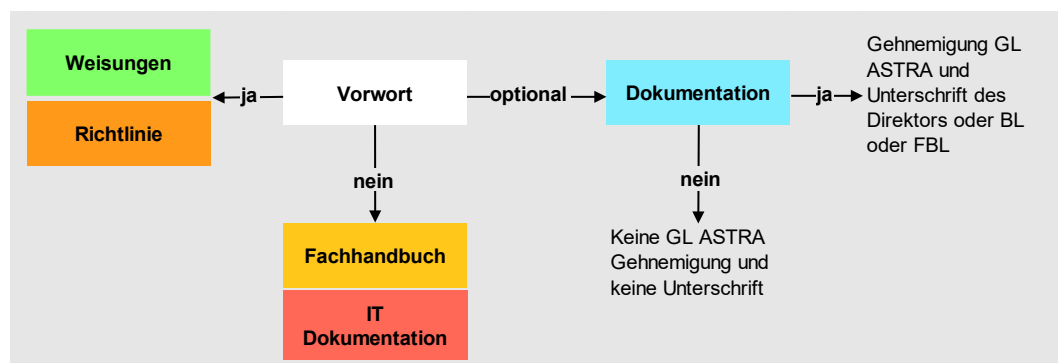 Weisungen
Richtlinie
ja
Vorwort
optional
Dokumentation
ja
Gehnemigung GL
ASTRA und
Unterschrift des
Direktors oder BL
oder FBL
nein
Fachhandbuch
IT
Dokumentation
nein
Keine GL ASTRA
Gehnemigung und
keine Unterschrift